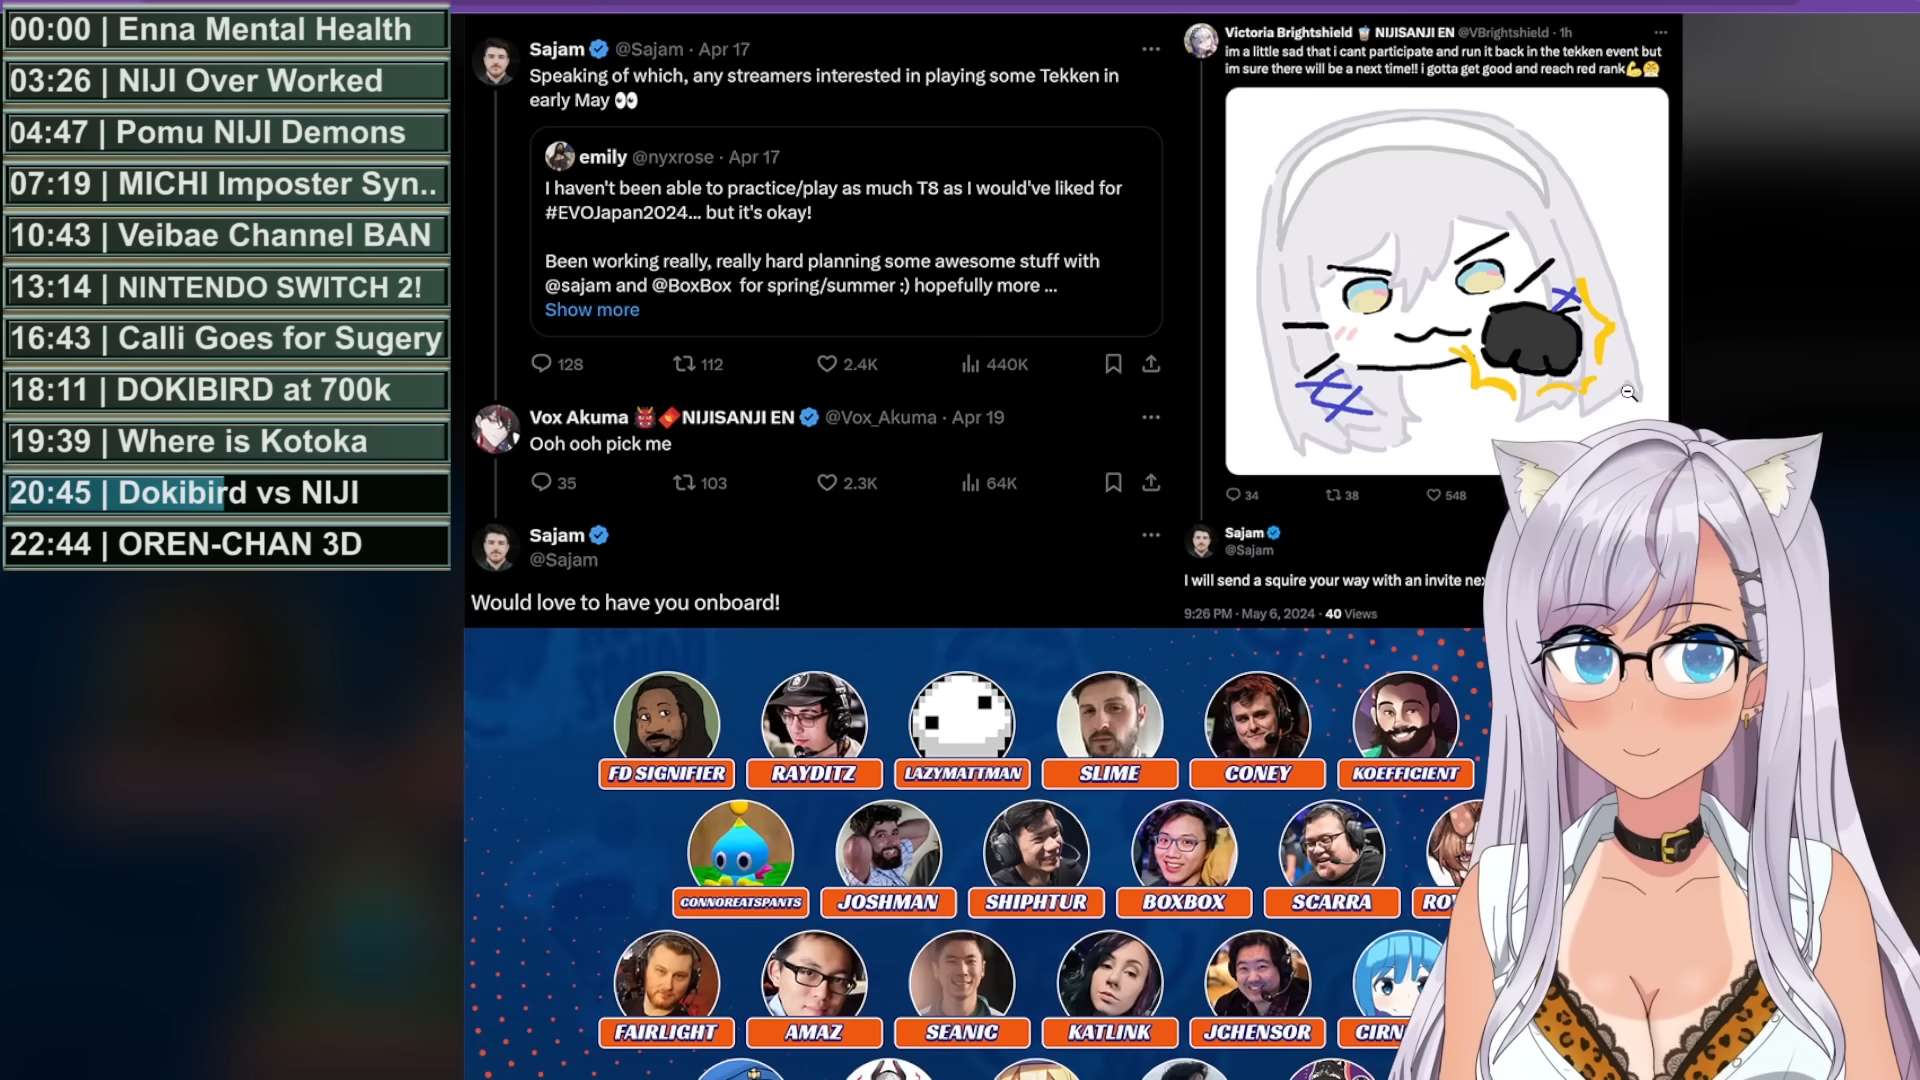 00:00 | Enna Mental Health
03:26 | NIJI Over Worked
04:47 | Pomu NIJI Demons
07:19 | MICHI Imposter Syn..
10:43 | Veibae Channel BAN
13:14 | NINTENDO SWITCH 2!
16:43 | Calli Goes for Sugery
18:11 | DOKIBIRD at 700k
19:39 | Where is Kotoka
20:45 | Dokibird vs NIJI
22:44 | OREN-CHAN 3D
Sajam @Sajam · Apr 17
Speaking of which, any streamers interested in playing some Tekken in
early May 👀
emily @nyxrose · Apr 17
I haven't been able to practice/play as much T8 as I would've liked for
#EVOJapan2024... but it's okay!
Been working really, really hard planning some awesome stuff with
@sajam and @BoxBox for spring/summer :) hopefully more ...
Show more
128 112 2.4K 440K
Vox Akuma 👹🧧NIJISANJI EN @Vox_Akuma · Apr 19
Ooh ooh pick me
35 103 2.3K 64K
Sajam
@Sajam
Would love to have you onboard!
Victoria Brightshield 🥤 NIJISANJI EN @VBrightshield · 1h
im a little sad that i cant participate and run it back in the tekken event but
im sure there will be a next time!! i gotta get good and reach red rank💪😤
34 38 548
Sajam
@Sajam
I will send a squire your way with an invite
9:26 PM · May 6, 2024 · 40 Views
FD SIGNIFIER RAYDITZ LAZYMATTMAN SLIME CONEY KOEFFICIENT
CONNOREATSPANTS JOSHMAN SHIPHTUR BOXBOX SCARRA
FAIRLIGHT AMAZ SEANIC KATLINK JCHENSOR